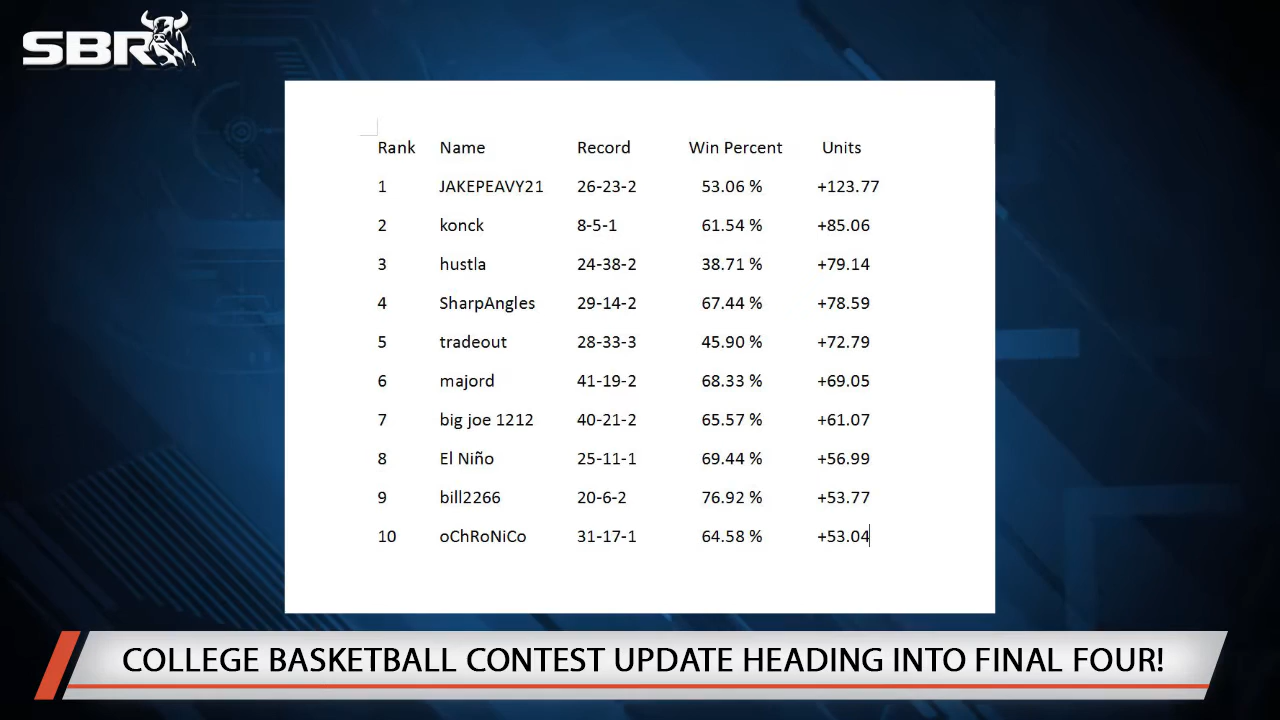 SBR
Rank Name Record Win Percent Units
1 JAKEPEAVY21 26-23-2 53.06 % +123.77
2 konck 8-5-1 61.54 % +85.06
3 hustla 24-38-2 38.71 % +79.14
4 SharpAngles 29-14-2 67.44 % +78.59
5 tradeout 28-33-3 45.90 % +72.79
6 majord 41-19-2 68.33 % +69.05
7 big joe 1212 40-21-2 65.57 % +61.07
8 El Niño 25-11-1 69.44 % +56.99
9 bill2266 20-6-2 76.92 % +53.77
10 oChRoNiCo 31-17-1 64.58 % +53.04
COLLEGE BASKETBALL CONTEST UPDATE HEADING INTO FINAL FOUR!